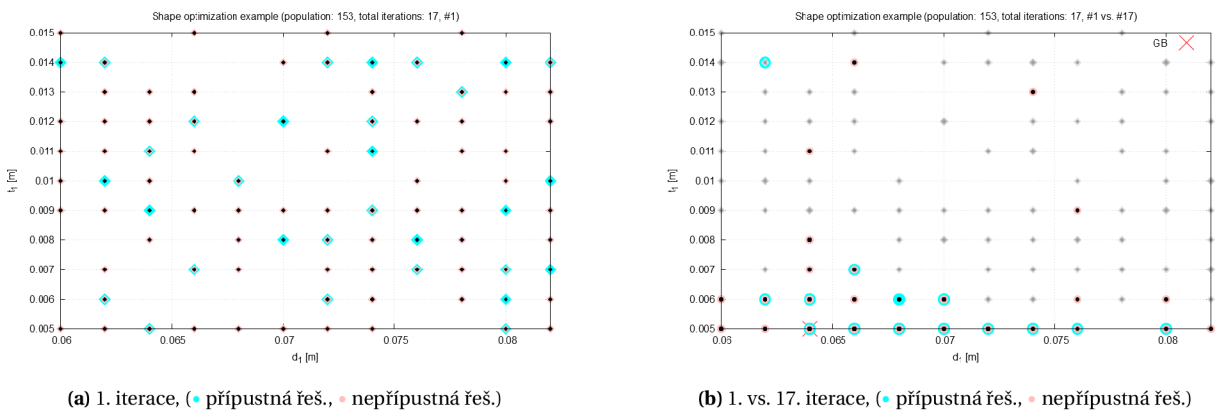 Shape optimization example (population: 153, total iterations: 17, #1)
0.015
0.014
0.013
0.012
0.011
0.01
0.009
0.008
0.007
0.006
0.005
t₁ [m]
0.06 0.065 0.07 0.075 0.08
d₁ [m]
(a) 1. iterace, (• přípustná řeš., • nepřípustná řeš.)
Shape optimization example (population: 153, total iterations: 17, #1 vs. #17)
GB
0.015
0.014
0.013
0.012
0.011
0.01
0.009
0.008
0.007
0.006
0.005
t₁ [m]
0.06 0.065 0.07 0.075 0.08
d₁ [m]
(b) 1. vs. 17. iterace, (• přípustná řeš., • nepřípustná řeš.)